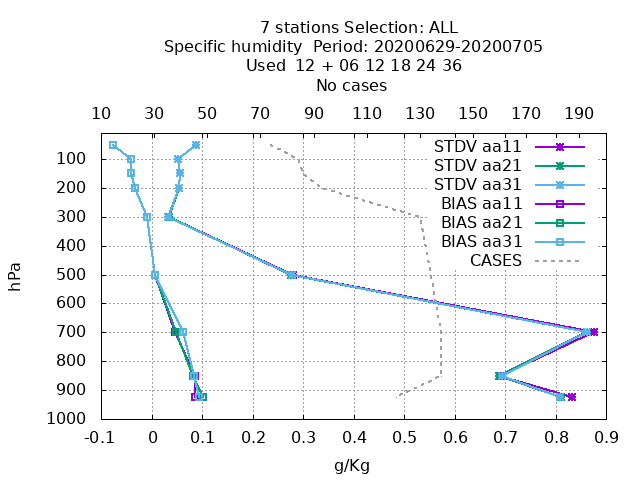 7 stations Selection: ALL
Specific humidity  Period: 20200629-20200705
Used  12 + 06 12 18 24 36
No cases
10 30 50 70 90 110 130 150 170 190
STDV aa11
STDV aa21
STDV aa31
BIAS aa11
BIAS aa21
BIAS aa31
CASES
hPa
100
200
300
400
500
600
700
800
900
1000
-0.1 0 0.1 0.2 0.3 0.4 0.5 0.6 0.7 0.8 0.9
g/Kg